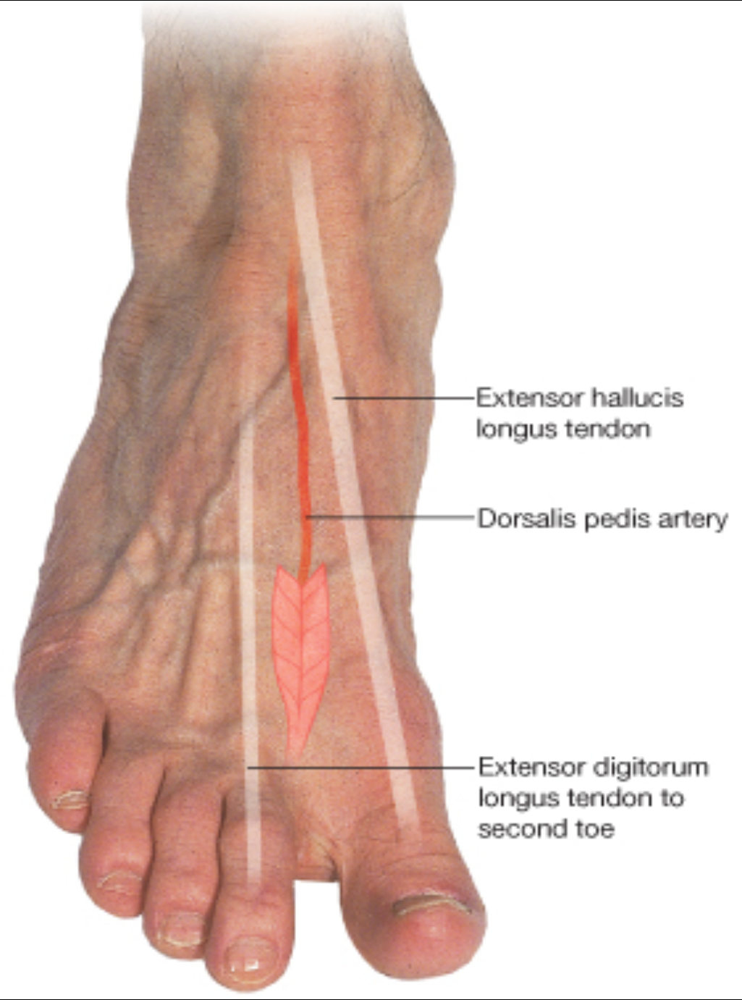 Extensor hallucis
longus tendon
Dorsalis pedis artery
Extensor digitorum
longus tendon to
second toe